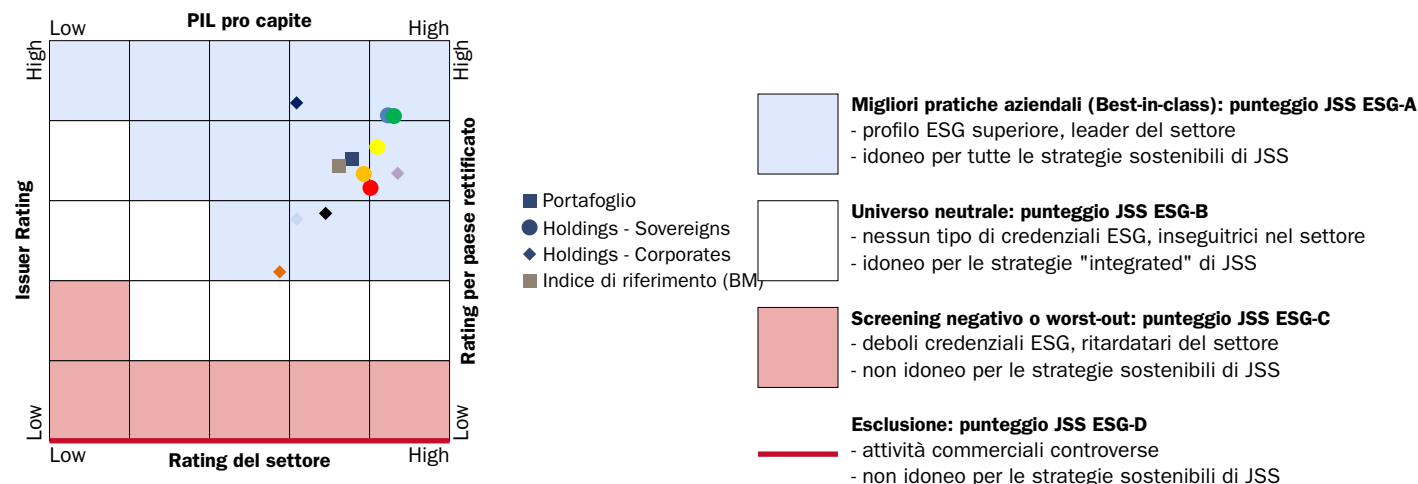 PIL pro capite
Low
High
High
High
Issuer Rating
Rating per paese rettificato
Low
Low
Low
High
Rating del settore
Portafoglio
Holdings - Sovereigns
Holdings - Corporates
Indice di riferimento (BM)
Migliori pratiche aziendali (Best-in-class): punteggio JSS ESG-A
- profilo ESG superiore, leader del settore
- idoneo per tutte le strategie sostenibili di JSS
Universo neutrale: punteggio JSS ESG-B
- nessun tipo di credenziali ESG, inseguitrici nel settore
- idoneo per le strategie "integrated" di JSS
Screening negativo o worst-out: punteggio JSS ESG-C
- deboli credenziali ESG, ritardatari del settore
- non idoneo per le strategie sostenibili di JSS
Esclusione: punteggio JSS ESG-D
- attività commerciali controverse
- non idoneo per le strategie sostenibili di JSS